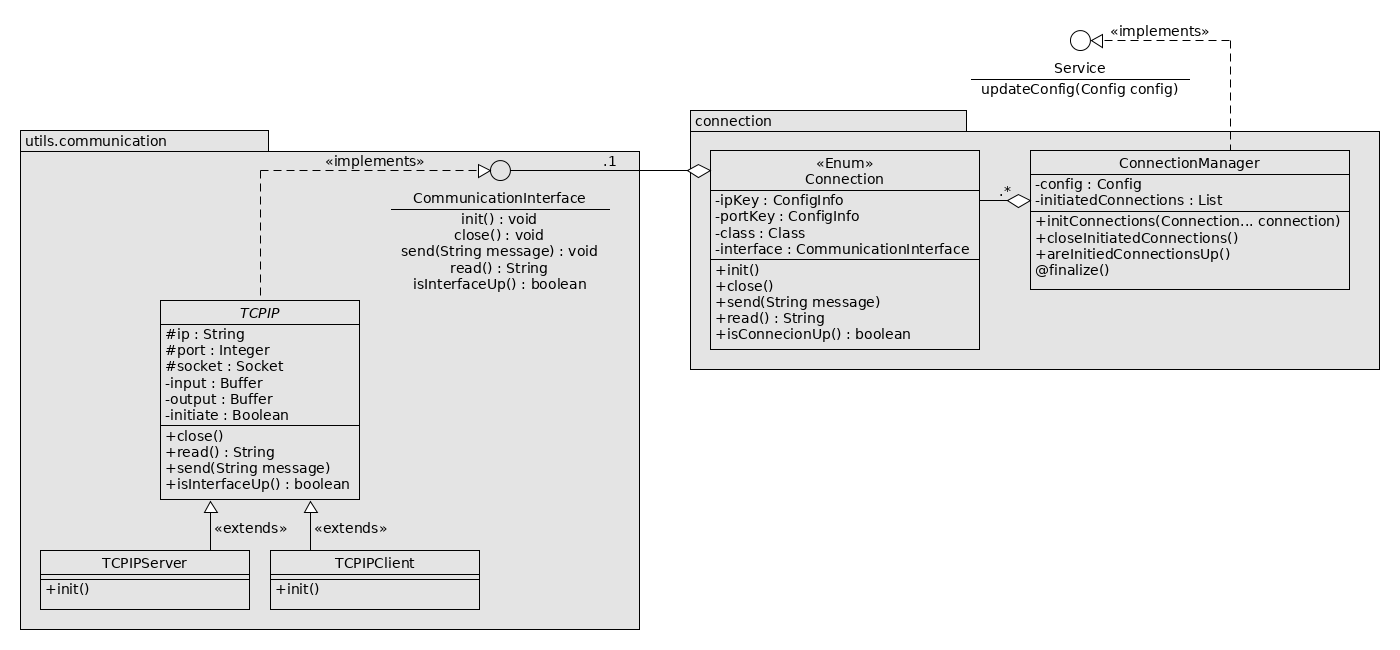 «implements»
Service
updateConfig(Config config)
utils.communication
«implements»
.1
CommunicationInterface
init() : void
close() : void
send(String message) : void
read() : String
isInterfaceUp() : boolean
TCPIP
#ip : String
#port : Integer
#socket : Socket
-input : Buffer
-output : Buffer
-initiate : Boolean
+close()
+read() : String
+send(String message)
+isInterfaceUp() : boolean
«extends»
«extends»
TCPIPServer
+init()
TCPIPClient
+init()
connection
«Enum»
Connection
-ipKey : ConfigInfo
-portKey : ConfigInfo
-class : Class
-interface : CommunicationInterface
+init()
+close()
+send(String message)
+read() : String
+isConnecionUp() : boolean
.*
ConnectionManager
-config : Config
-initiatedConnections : List
+initConnections(Connection... connection)
+closeInitiatedConnections()
+areInitiedConnectionsUp()
@finalize()